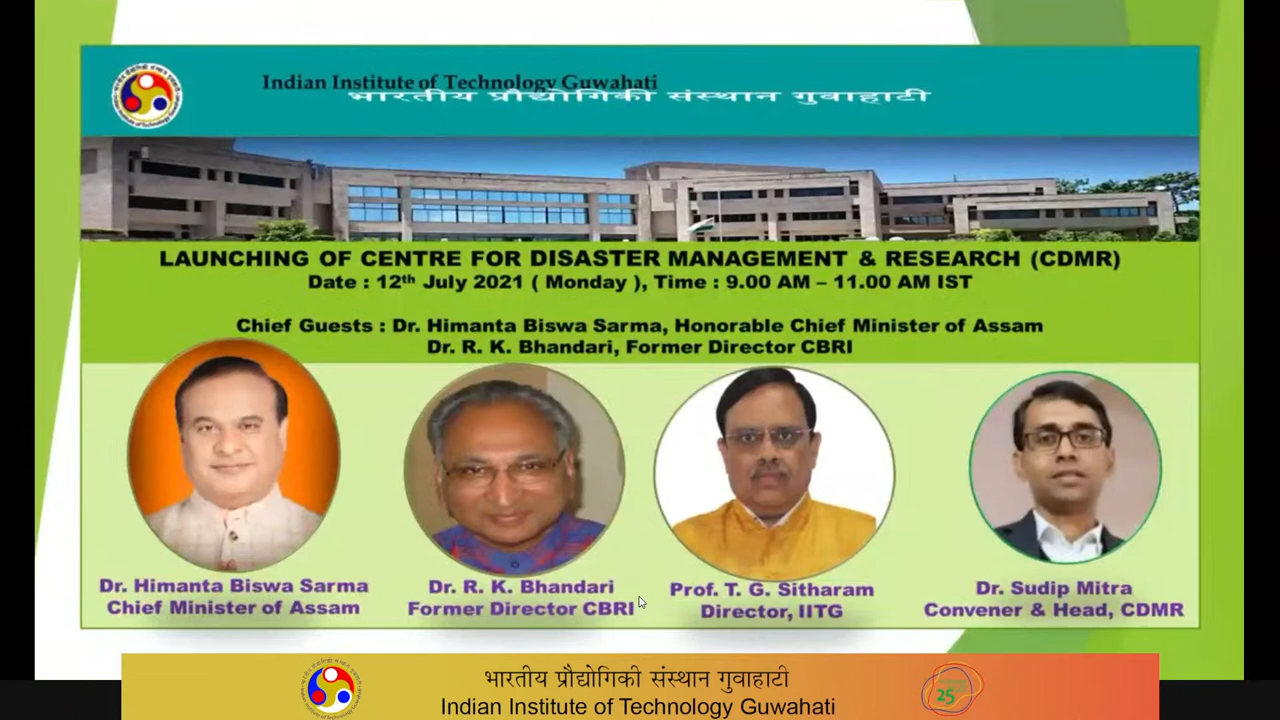 Indian Institute of Technology Guwahati
भारतीय प्रौद्योगिकी संस्थान गुवाहाटी
LAUNCHING OF CENTRE FOR DISASTER MANAGEMENT & RESEARCH (CDMR)
Date : 12th July 2021 ( Monday ), Time : 9.00 AM – 11.00 AM IST
Chief Guests : Dr. Himanta Biswa Sarma, Honorable Chief Minister of Assam
Dr. R. K. Bhandari, Former Director CBRI
Dr. Himanta Biswa Sarma
Chief Minister of Assam
Dr. R. K. Bhandari
Former Director CBRI
Prof. T. G. Sitharam
Director, IITG
Dr. Sudip Mitra
Convener & Head, CDMR
भारतीय प्रौद्योगिकी संस्थान गुवाहाटी
Indian Institute of Technology Guwahati
25